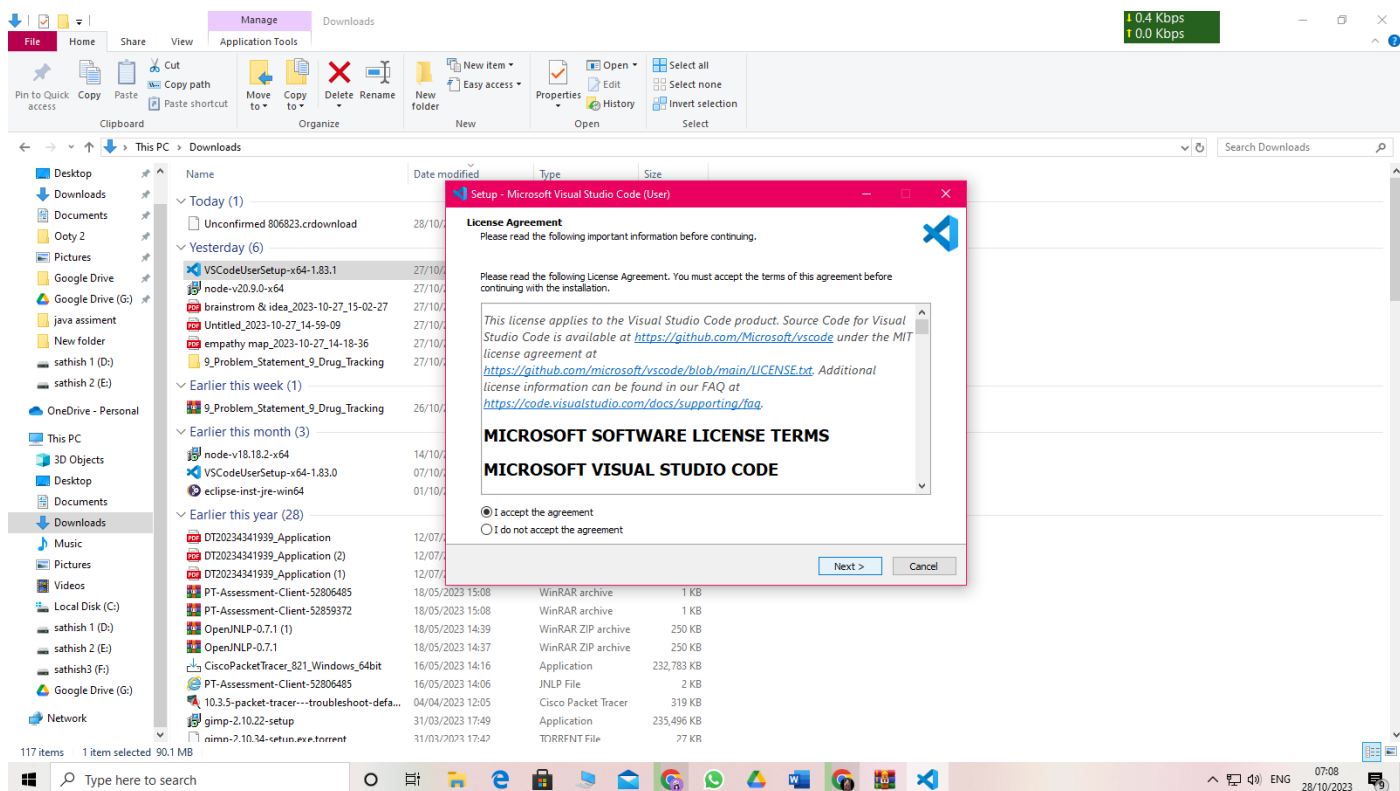 Manage
Downloads
↓ 0.4 Kbps
↑ 0.0 Kbps
File Home Share View Application Tools
Pin to Quick access
Copy
Paste
Cut
Copy path
Paste shortcut
Move to
Copy to
Delete
Rename
New folder
New item
Easy access
Properties
Open
Edit
History
Select all
Select none
Invert selection
Clipboard Organize New Open Select
This PC > Downloads
Search Downloads
Desktop
Downloads
Documents
Ooty 2
Pictures
Google Drive
Google Drive (G:)
java assiment
New folder
sathish 1 (D:)
sathish 2 (E:)
OneDrive - Personal
This PC
3D Objects
Desktop
Documents
Downloads
Music
Pictures
Videos
Local Disk (C:)
sathish 1 (D:)
sathish 2 (E:)
sathish3 (F:)
Google Drive (G:)
Network
Name Date modified Type Size
Today (1)
Unconfirmed 806823.crdownload 28/10/
Yesterday (6)
VSCodeUserSetup-x64-1.83.1 27/10/
node-v20.9.0-x64 27/10/
brainstrom & idea_2023-10-27_15-02-27 27/10/
Untitled_2023-10-27_14-59-09 27/10/
empathy map_2023-10-27_14-18-36 27/10/
9_Problem_Statement_9_Drug_Tracking 27/10/
Earlier this week (1)
9_Problem_Statement_9_Drug_Tracking 26/10/
Earlier this month (3)
node-v18.18.2-x64 14/10/
VSCodeUserSetup-x64-1.83.0 07/10/
eclipse-inst-jre-win64 01/10/
Earlier this year (28)
DT20234341939_Application 12/07/
DT20234341939_Application (2) 12/07/
DT20234341939_Application (1) 12/07/
PT-Assessment-Client-52806485 18/05/2023 15:08 WinRAR archive 1 KB
PT-Assessment-Client-52859372 18/05/2023 15:08 WinRAR archive 1 KB
OpenJNLP-0.7.1 (1) 18/05/2023 14:39 WinRAR ZIP archive 250 KB
OpenJNLP-0.7.1 18/05/2023 14:37 WinRAR ZIP archive 250 KB
CiscoPacketTracer_821_Windows_64bit 16/05/2023 14:16 Application 232,783 KB
PT-Assessment-Client-52806485 16/05/2023 14:06 JNLP File 2 KB
10.3.5-packet-tracer---troubleshoot-defa... 04/04/2023 12:05 Cisco Packet Tracer 319 KB
gimp-2.10.22-setup 31/03/2023 17:49 Application 235,496 KB
gimp-2.10.34-setup.exe.torrent 31/03/2023 17:42 TORRENT File 27 KB
Setup - Microsoft Visual Studio Code (User)
License Agreement
Please read the following important information before continuing.
Please read the following License Agreement. You must accept the terms of this agreement before
continuing with the installation.
This license applies to the Visual Studio Code product. Source Code for Visual
Studio Code is available at https://github.com/Microsoft/vscode under the MIT
license agreement at
https://github.com/microsoft/vscode/blob/main/LICENSE.txt. Additional
license information can be found in our FAQ at
https://code.visualstudio.com/docs/supporting/faq.
MICROSOFT SOFTWARE LICENSE TERMS
MICROSOFT VISUAL STUDIO CODE
I accept the agreement
I do not accept the agreement
Next >
Cancel
117 items 1 item selected 90.1 MB
Type here to search
ENG
07:08
28/10/2023
9